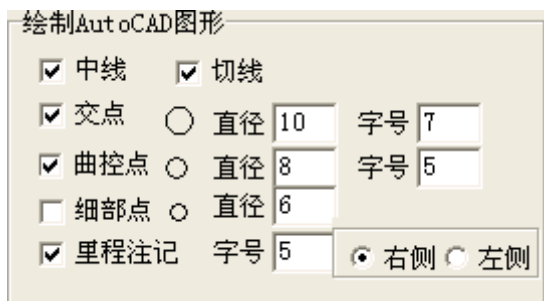 绘制AutoCAD图形
中线 切线
交点 直径 10 字号 7
曲控点 直径 8 字号 5
细部点 直径 6
里程注记 字号 5 右侧 左侧